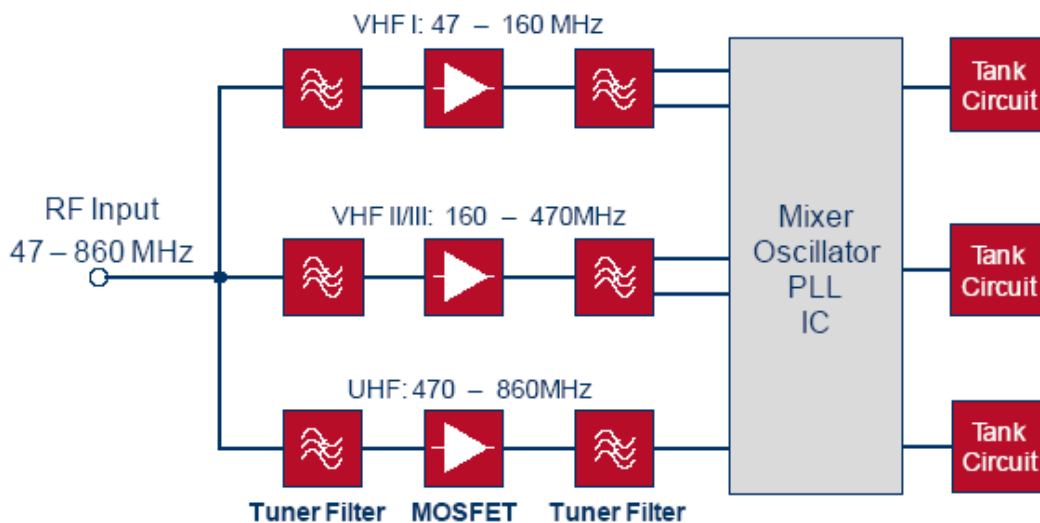 VHF I: 47 – 160 MHz
Tank
Circuit
RF Input
47 – 860 MHz
VHF II/III: 160 – 470MHz
Mixer
Oscillator
PLL
IC
Tank
Circuit
UHF: 470 – 860MHz
Tank
Circuit
Tuner Filter MOSFET Tuner Filter